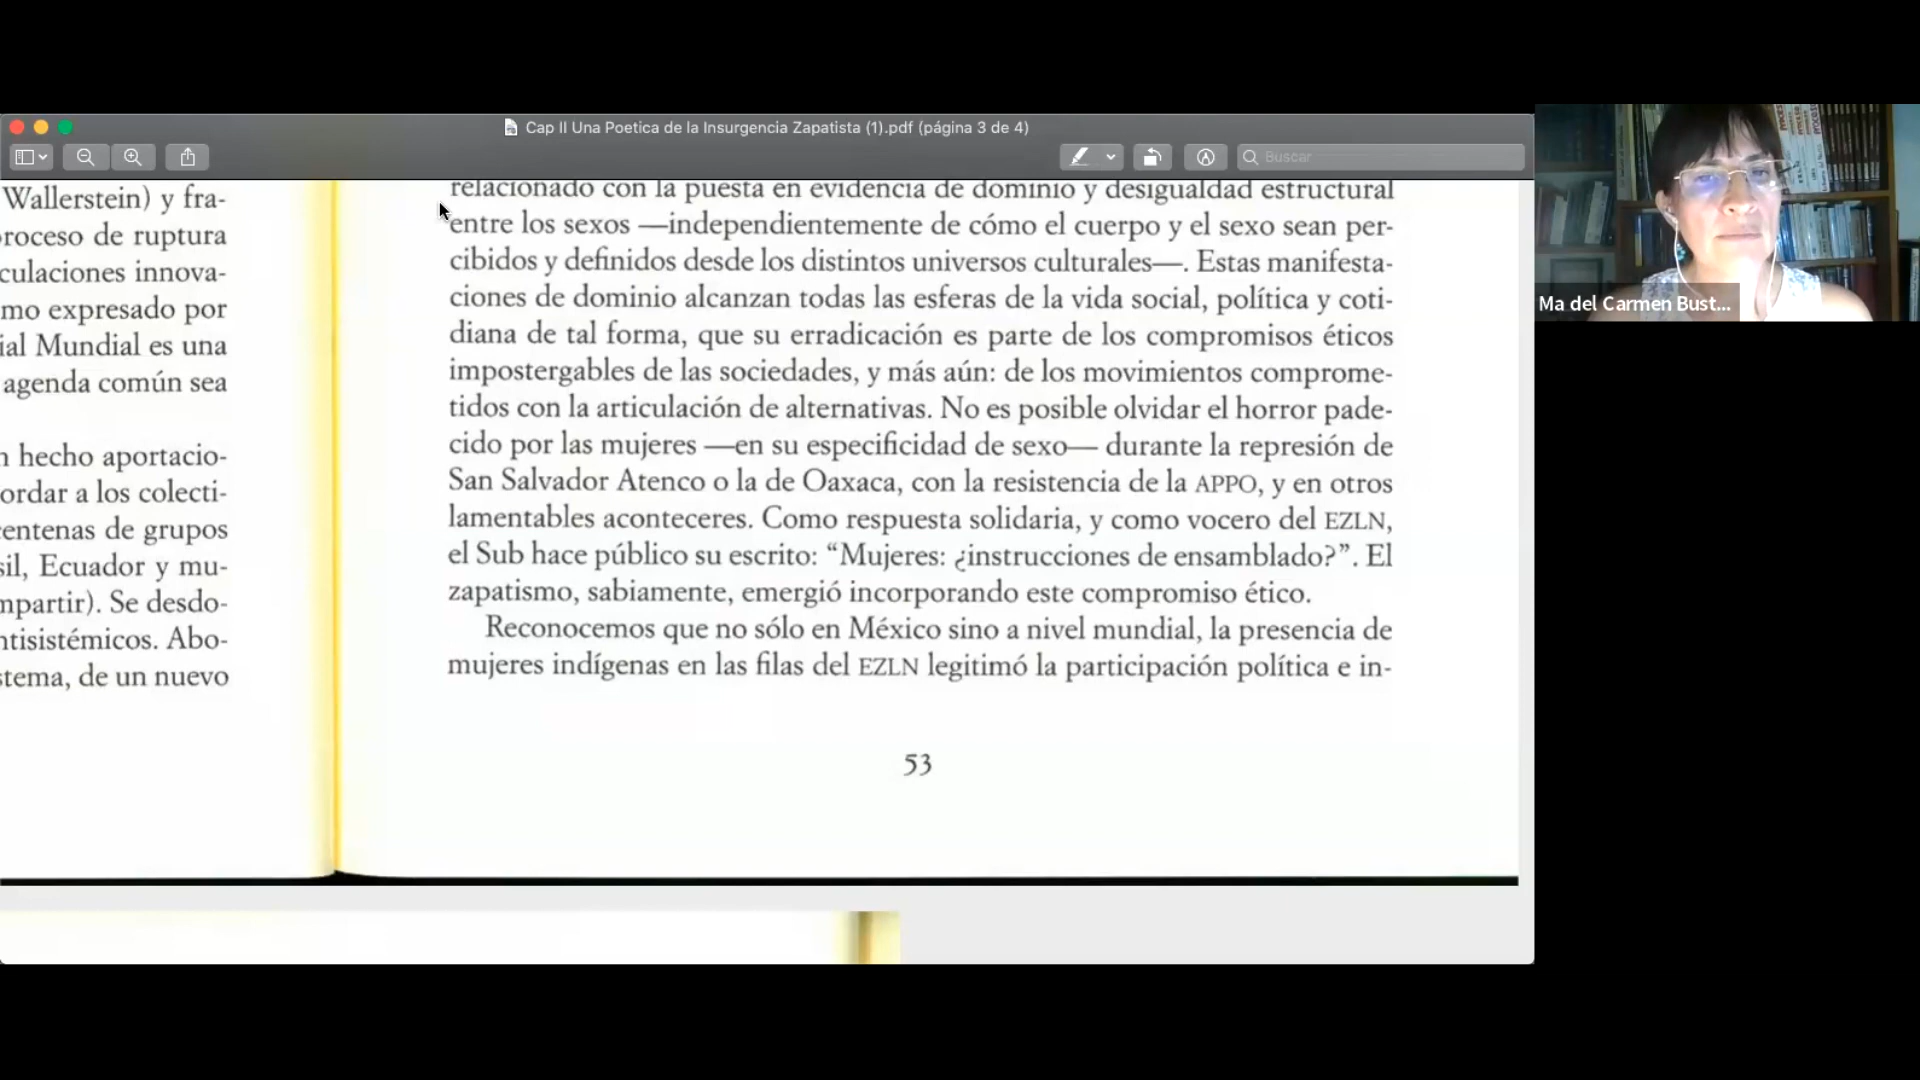 Cap II Una Poetica de la Insurgencia Zapatista (1).pdf (página 3 de 4)
Buscar
Wallerstein) y fra-
roceso de ruptura
culaciones innova-
mo expresado por
ial Mundial es una
agenda común sea
hecho aportacio-
ordar a los colecti-
entenas de grupos
sil, Ecuador y mu-
mpartir). Se desdo-
ntisistémicos. Abo-
stema, de un nuevo
relacionado con la puesta en evidencia de dominio y desigualdad estructural
entre los sexos —independientemente de cómo el cuerpo y el sexo sean per-
cibidos y definidos desde los distintos universos culturales—. Estas manifesta-
ciones de dominio alcanzan todas las esferas de la vida social, política y coti-
diana de tal forma, que su erradicación es parte de los compromisos éticos
impostergables de las sociedades, y más aún: de los movimientos comprome-
tidos con la articulación de alternativas. No es posible olvidar el horror pade-
cido por las mujeres —en su especificidad de sexo— durante la represión de
San Salvador Atenco o la de Oaxaca, con la resistencia de la APPO, y en otros
lamentables aconteceres. Como respuesta solidaria, y como vocero del EZLN,
el Sub hace público su escrito: “Mujeres: ¿instrucciones de ensamblado?”. El
zapatismo, sabiamente, emergió incorporando este compromiso ético.
Reconocemos que no sólo en México sino a nivel mundial, la presencia de
mujeres indígenas en las filas del EZLN legitimó la participación política e in-
53
Ma del Carmen Bust...